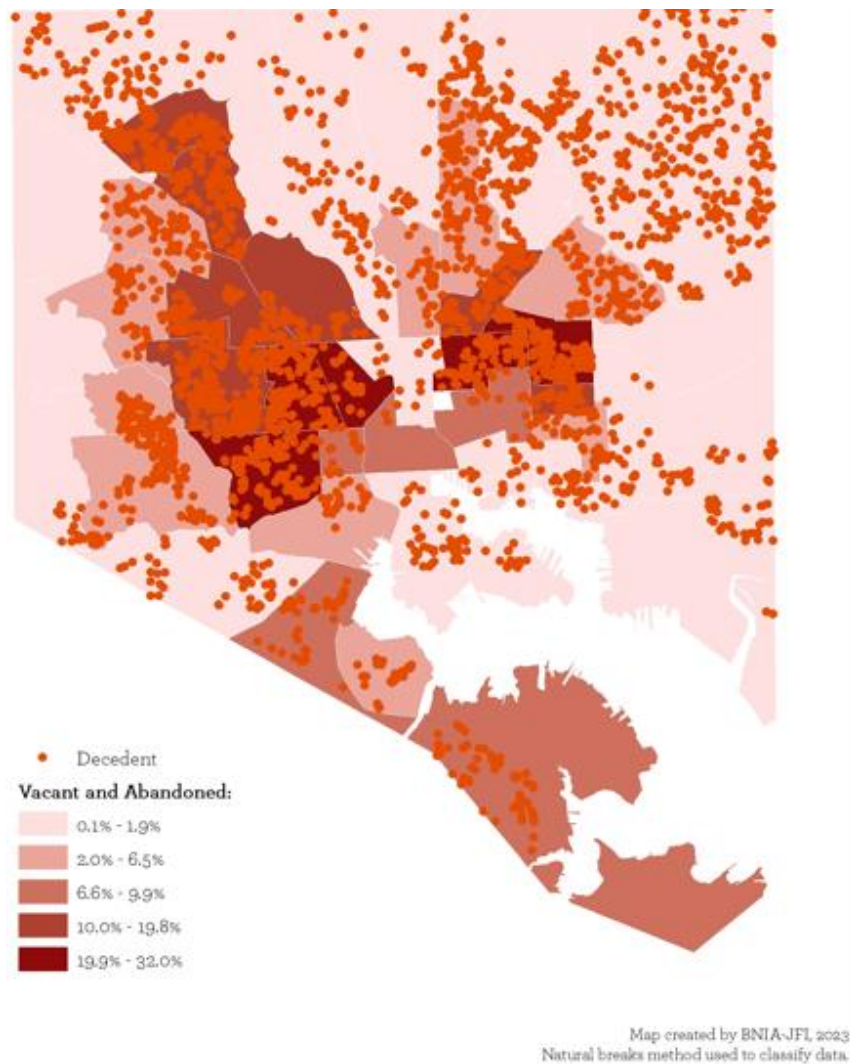 Decedent
Vacant and Abandoned:
0.1% - 1.9%
2.0% - 6.5%
6.6% - 9.9%
10.0% - 19.8%
19.9% - 32.0%
Map created by BNIA-JFI, 2023
Natural breaks method used to classify data